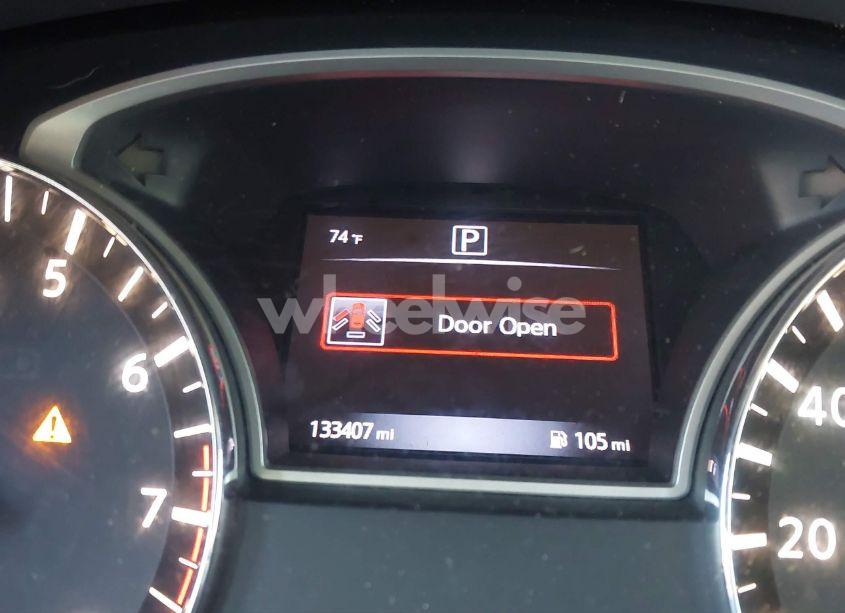 74 °F
P
wheelwise
Door Open
133407 mi
105 mi
5
6
7
40
20